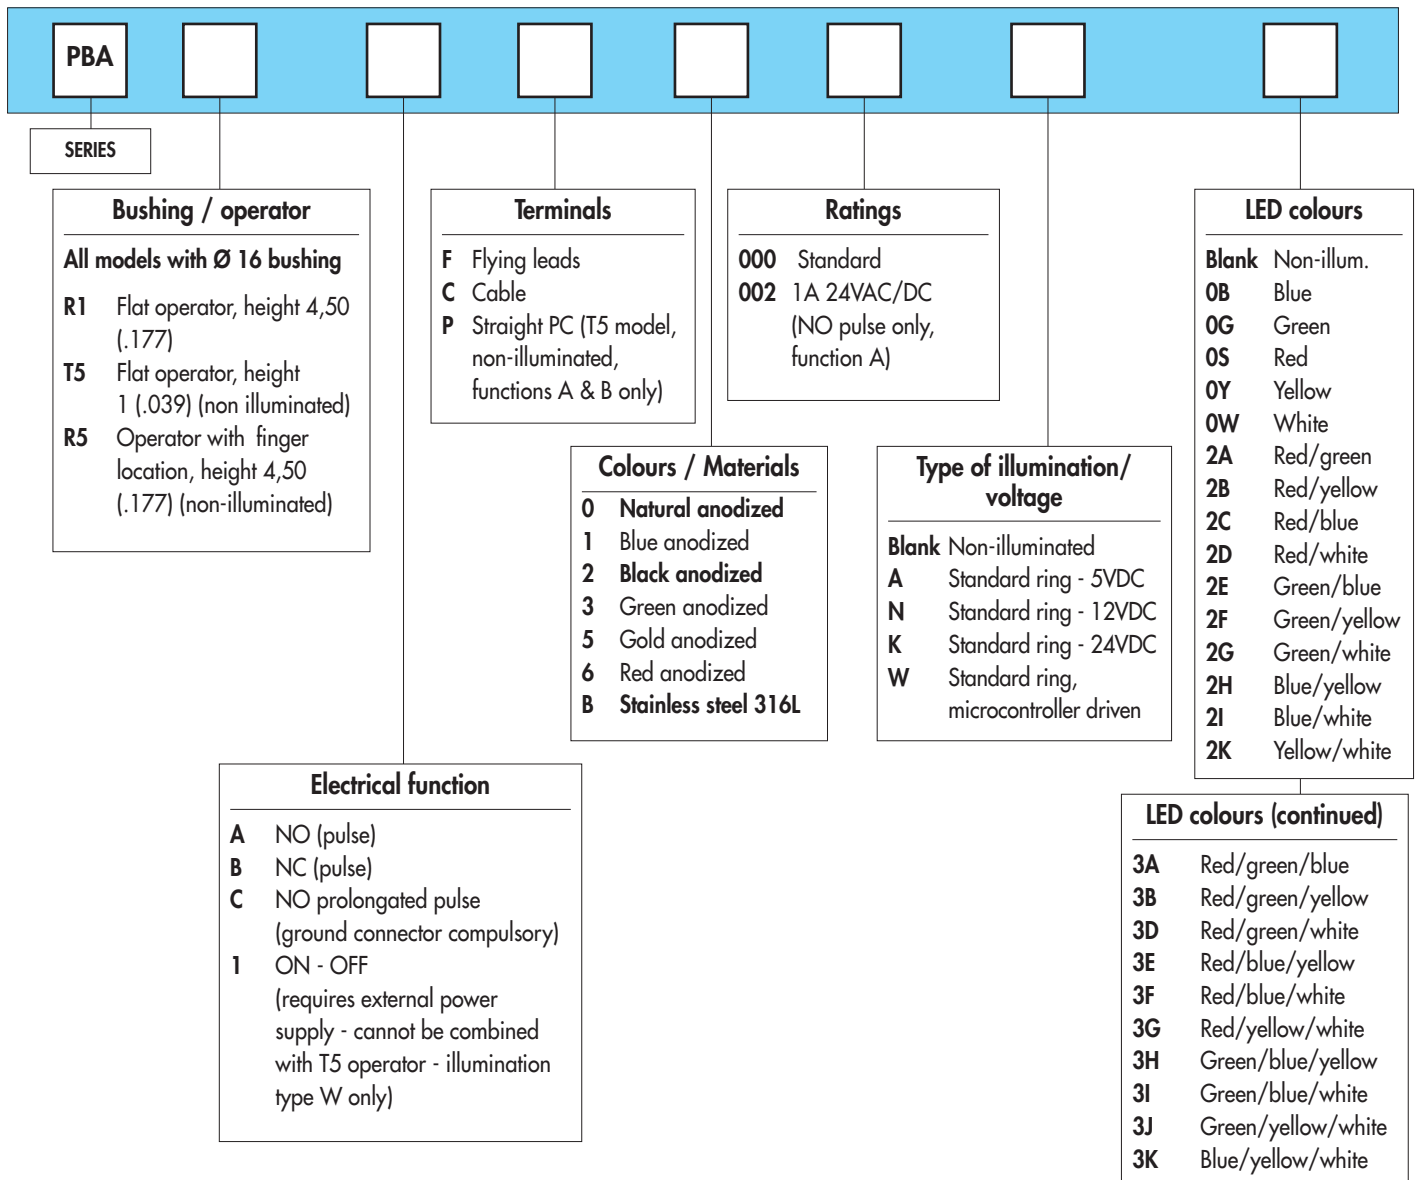 PBA
SERIES
Bushing / operator
All models with Ø 16 bushing
R1 Flat operator, height 4,50
(.177)
T5 Flat operator, height
1 (.039) (non illuminated)
R5 Operator with finger
location, height 4,50
(.177) (non-illuminated)
Terminals
F Flying leads
C Cable
P Straight PC (T5 model,
non-illuminated,
functions A & B only)
Ratings
000 Standard
002 1A 24VAC/DC
(NO pulse only,
function A)
LED colours
Blank Non-illum.
0B Blue
0G Green
0S Red
0Y Yellow
0W White
2A Red/green
2B Red/yellow
2C Red/blue
2D Red/white
2E Green/blue
2F Green/yellow
2G Green/white
2H Blue/yellow
2I Blue/white
2K Yellow/white
Colours / Materials
0 Natural anodized
1 Blue anodized
2 Black anodized
3 Green anodized
5 Gold anodized
6 Red anodized
B Stainless steel 316L
Type of illumination/
voltage
Blank Non-illuminated
A Standard ring - 5VDC
N Standard ring - 12VDC
K Standard ring - 24VDC
W Standard ring,
microcontroller driven
Electrical function
A NO (pulse)
B NC (pulse)
C NO prolongated pulse
(ground connector compulsory)
1 ON - OFF
(requires external power
supply - cannot be combined
with T5 operator - illumination
type W only)
LED colours (continued)
3A Red/green/blue
3B Red/green/yellow
3D Red/green/white
3E Red/blue/yellow
3F Red/blue/white
3G Red/yellow/white
3H Green/blue/yellow
3I Green/blue/white
3J Green/yellow/white
3K Blue/yellow/white